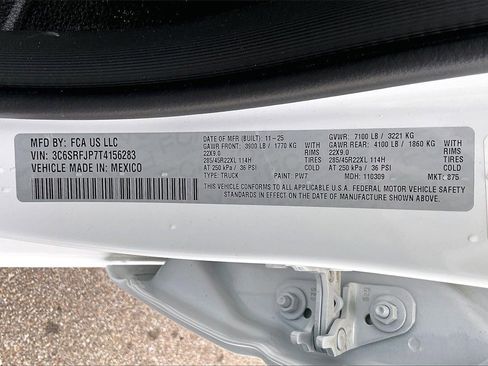 MFD BY: FCA US LLC
VIN: 3C6SRFJP7T4156283
VEHICLE MADE IN: MEXICO
DATE OF MFR (BUILT): 11-25
GAWR FRONT: 3900 LB / 1770 KG WITH
22X9.0 RIMS
285/45R22XL 114H TIRES
AT 250 kPa / 36 PSI COLD
TYPE: TRUCK PAINT: PW7
GVWR: 7100 LB / 3221 KG
GAWR REAR: 4100 LB / 1860 KG WITH
22X9.0 RIMS
285/45R22XL 114H TIRES
AT 250 kPa / 36 PSI COLD
MDH: 110309 MKT: 875
THIS VEHICLE CONFORMS TO ALL APPLICABLE U.S.A. FEDERAL MOTOR VEHICLE SAFETY
STANDARDS IN EFFECT ON THE DATE OF MANUFACTURE SHOWN ABOVE.